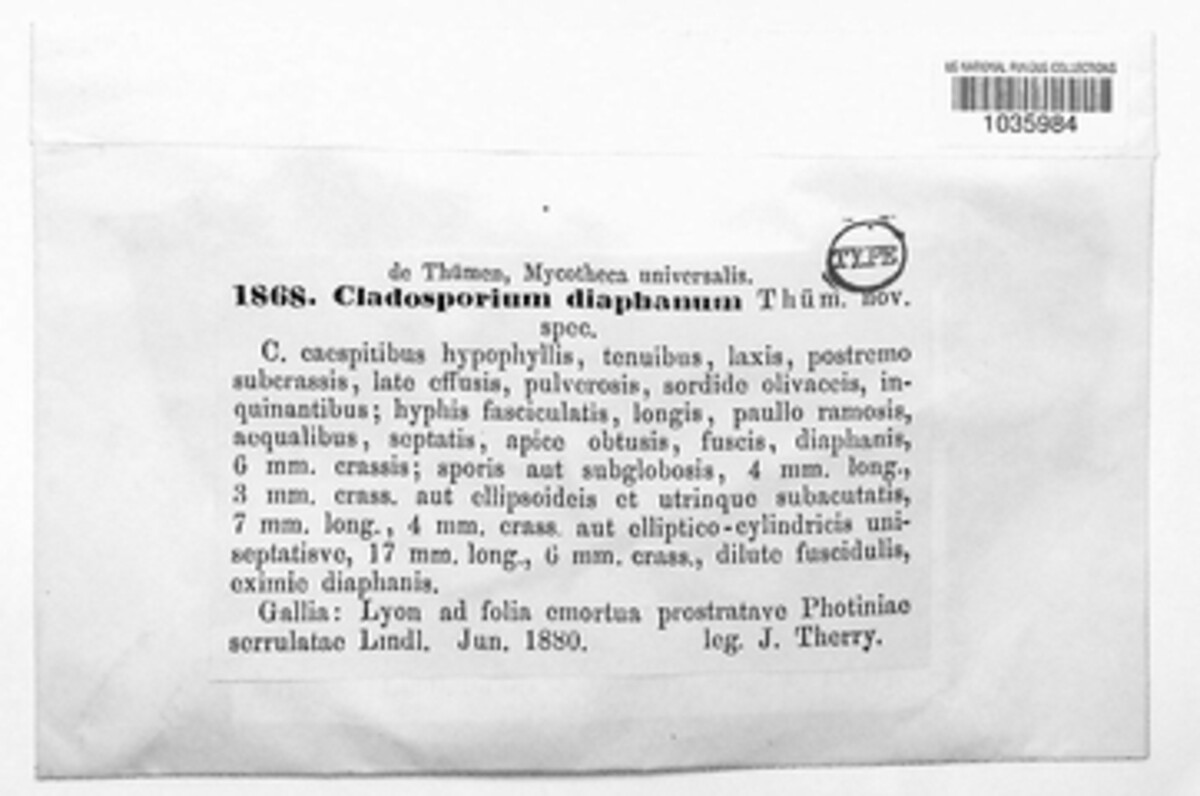 US NATIONAL FUNGUS COLLECTIONS
1035984
TYPE
de Thümen, Mycotheca universalis.
1868. Cladosporium diaphanum Thüm. nov.
spec.
C. caespitibus hypophyllis, tenuibus, laxis, postremo
subcrassis, late effusis, pulverosis, sordide olivaceis, in-
quinantibus; hyphis fasciculatis, longis, paullo ramosis,
aequalibus, septatis, apice obtusis, fuscis, diaphanis,
6 mm. crassis; sporis aut subglobosis, 4 mm. long.,
3 mm. crass. aut ellipsoideis et utrinque subacutatis,
7 mm. long., 4 mm. crass. aut elliptico-cylindricis uni-
septatisve, 17 mm. long., 6 mm. crass., dilute fuscidulis,
eximie diaphanis.
Gallia: Lyon ad folia emortua prostratave Photiniae
serrulatae Lindl. Jun. 1880. leg. J. Therry.